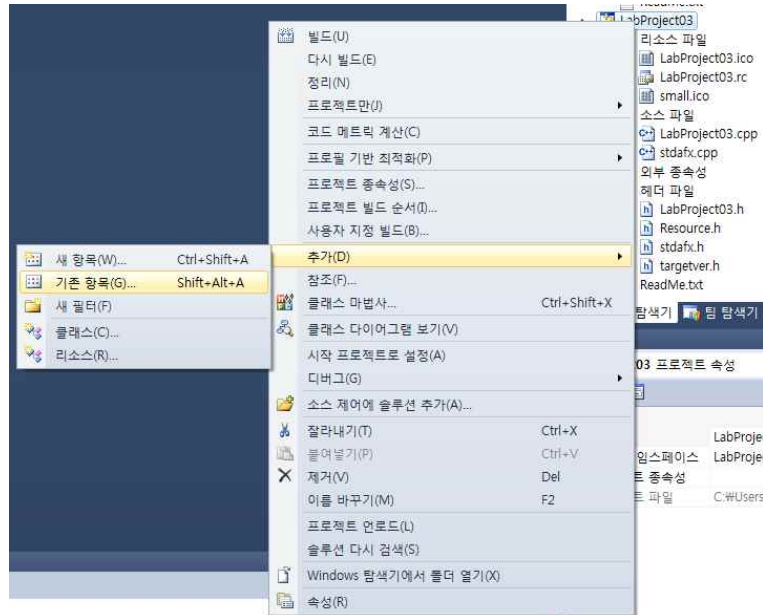 LabProject03
리소스 파일
LabProject03.ico
LabProject03.rc
small.ico
소스 파일
LabProject03.cpp
stdafx.cpp
외부 종속성
헤더 파일
LabProject03.h
Resource.h
stdafx.h
targetver.h
ReadMe.txt
탐색기 팀 탐색기
03 프로젝트 속성
LabProje
임스페이스 LabProje
트 종속성
트 파일 C:₩Users
빌드(U)
다시 빌드(E)
정리(N)
프로젝트만(J)
코드 메트릭 계산(C)
프로필 기반 최적화(P)
프로젝트 종속성(S)...
프로젝트 빌드 순서(I)...
사용자 지정 빌드(B)...
추가(D)
참조(F)...
클래스 마법사... Ctrl+Shift+X
클래스 다이어그램 보기(V)
시작 프로젝트로 설정(A)
디버그(G)
소스 제어에 솔루션 추가(A)...
잘라내기(T) Ctrl+X
붙여넣기(P) Ctrl+V
제거(V) Del
이름 바꾸기(M) F2
프로젝트 언로드(L)
솔루션 다시 검색(S)
Windows 탐색기에서 폴더 열기(X)
속성(R)
새 항목(W)... Ctrl+Shift+A
기존 항목(G)... Shift+Alt+A
새 필터(F)
클래스(C)...
리소스(R)...